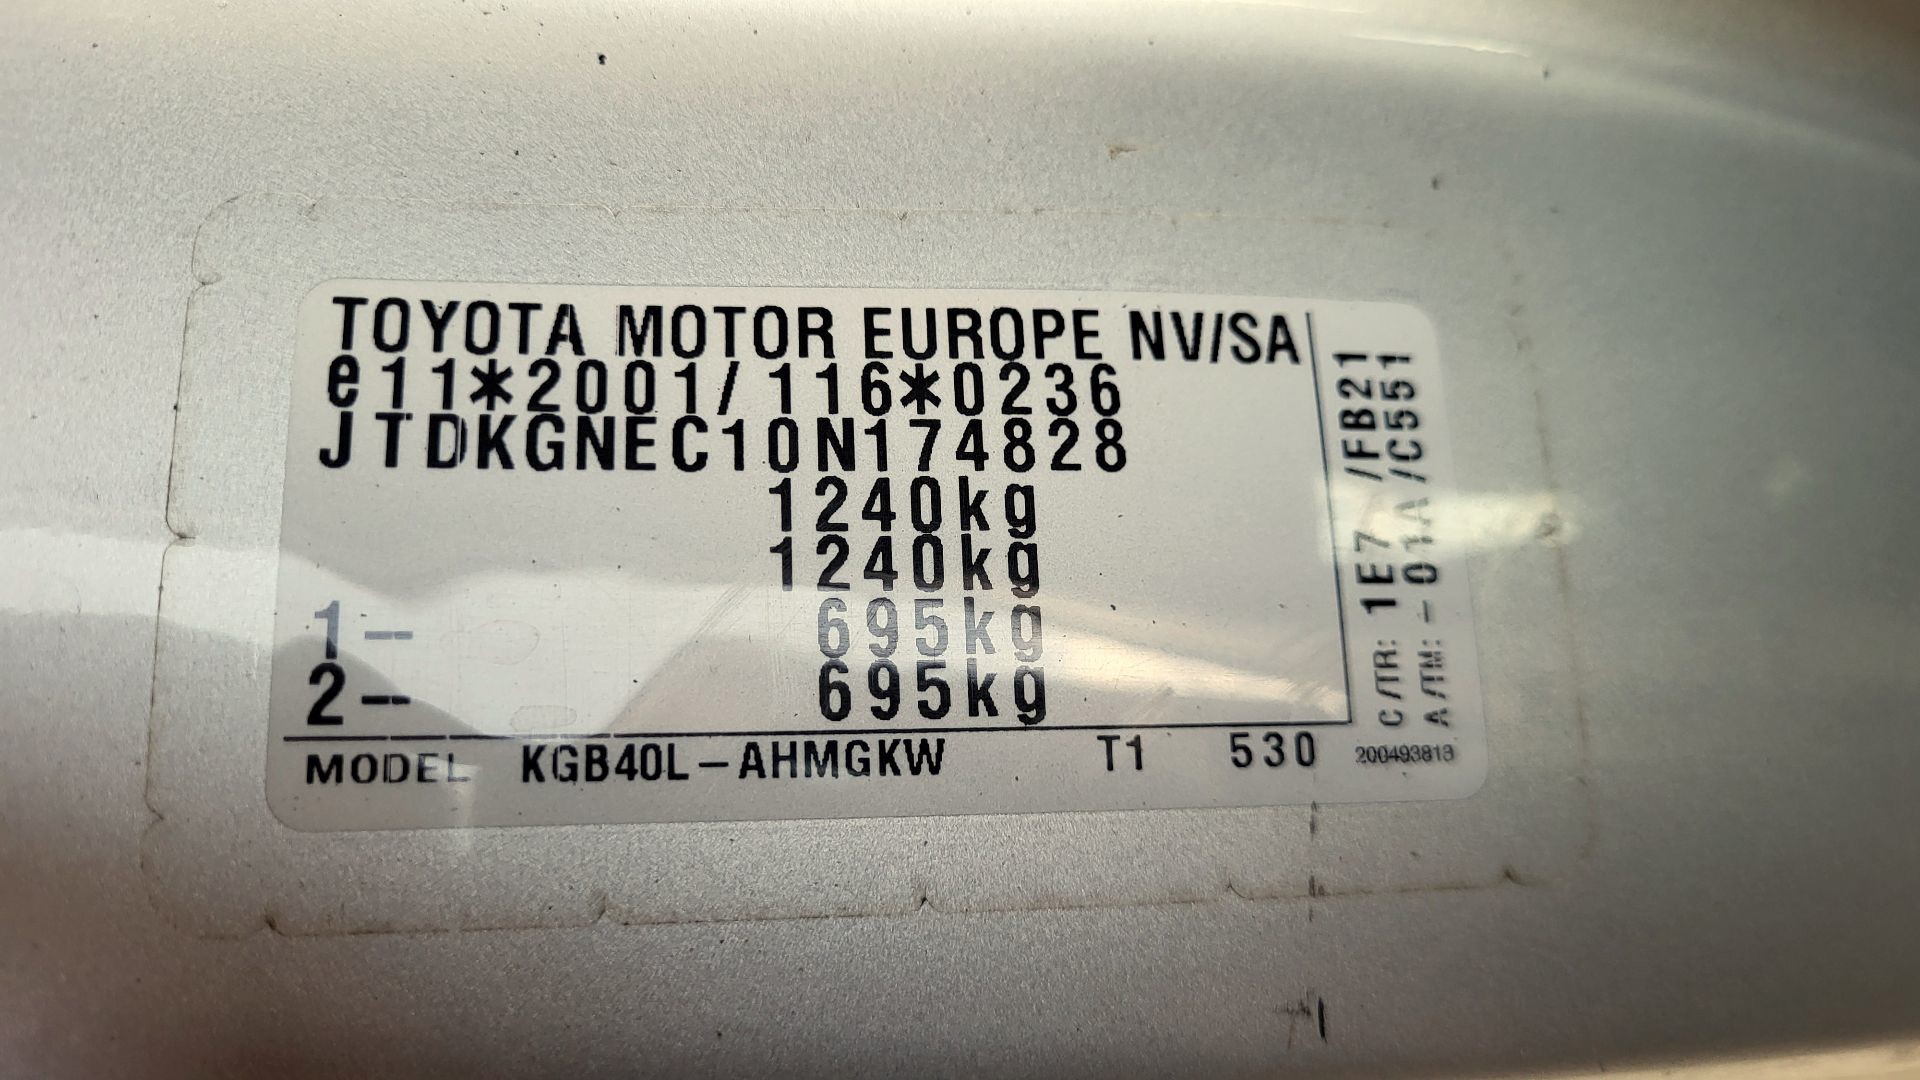 TOYOTA MOTOR EUROPE NV/SA
e11*2001/116*0236
JTDKGNEC10N174828
1240kg
1240kg
1- 695kg
2- 695kg
MODEL KGB40L-AHMGKW T1 530
C/TR: 1E7 /FB21
A/TM: -01A /C551
200493813